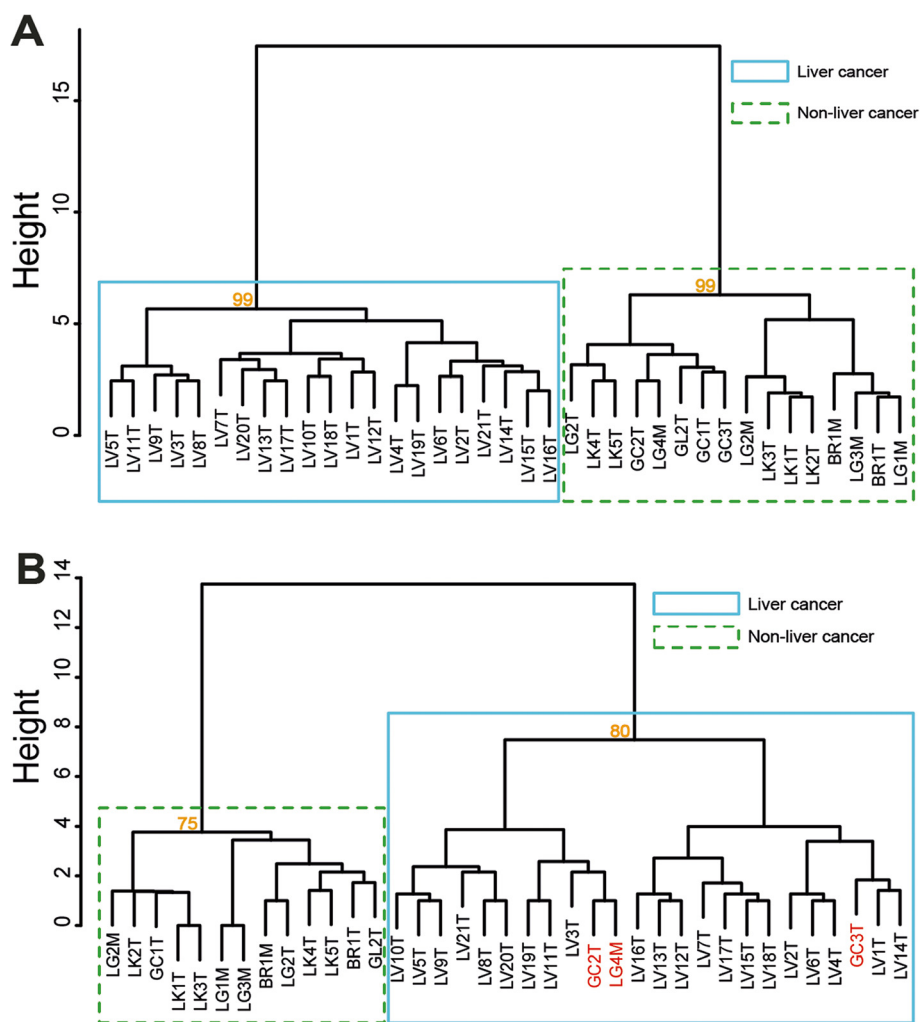 A
Height
15
10
5
0
Liver cancer
Non-liver cancer
99
99
LV5T
LV11T
LV9T
LV3T
LV8T
LV7T
LV20T
LV13T
LV17T
LV10T
LV18T
LV1T
LV12T
LV4T
LV19T
LV6T
LV2T
LV21T
LV14T
LV15T
LV16T
LG2T
LK4T
LK5T
GC2T
LG4M
GL2T
GC1T
GC3T
LG2M
LK3T
LK1T
LK2T
BR1M
LG3M
BR1T
LG1M
B
Height
14
12
10
8
6
4
2
0
Liver cancer
Non-liver cancer
75
80
LG2M
LK2T
GC1T
LK1T
LK3T
LG1M
LG3M
BR1M
LG2T
LK4T
LK5T
BR1T
GL2T
LV10T
LV5T
LV9T
LV21T
LV8T
LV20T
LV19T
LV11T
LV3T
GC2T
LG4M
LV16T
LV13T
LV12T
LV7T
LV17T
LV15T
LV18T
LV2T
LV6T
LV4T
GC3T
LV1T
LV14T